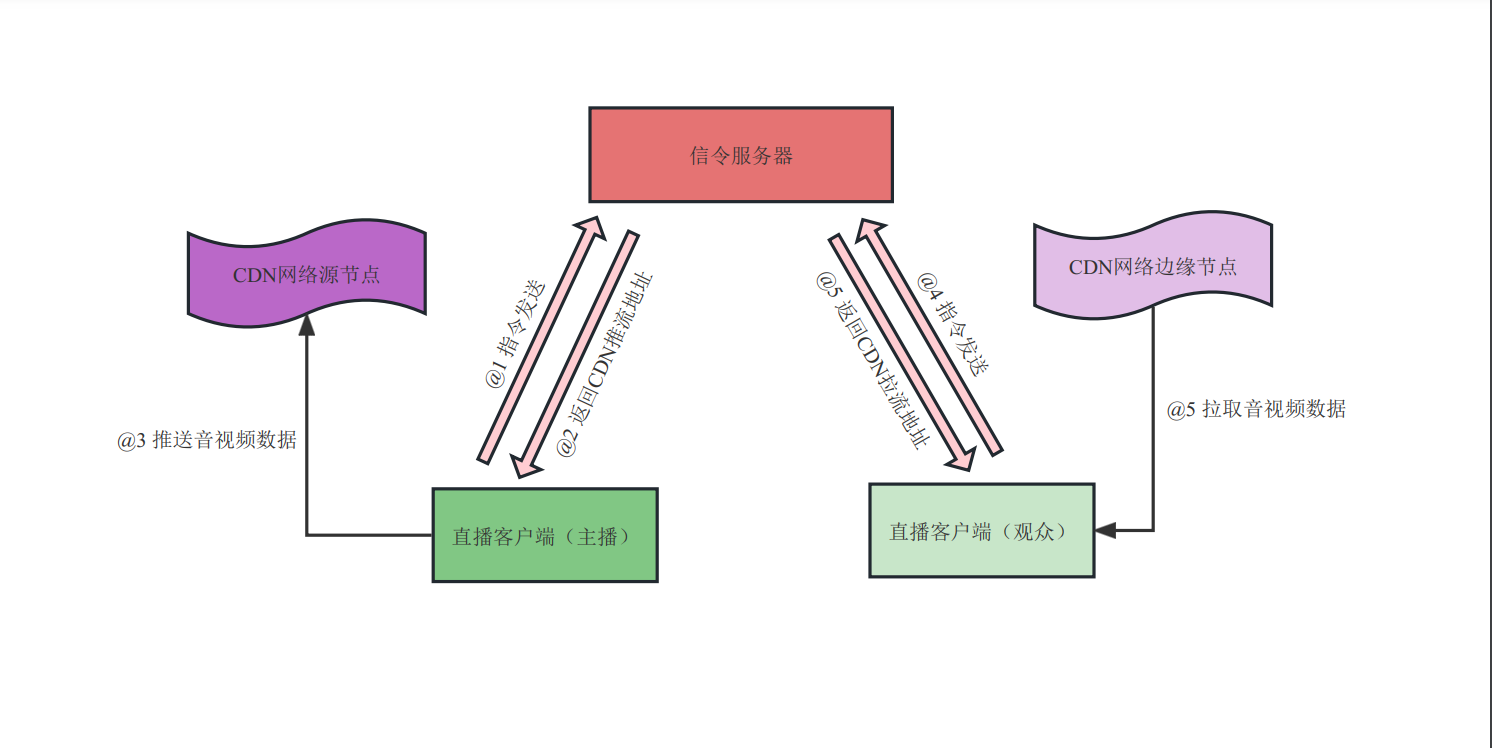 信令服务器
CDN网络源节点
CDN网络边缘节点
@1 指令发送
@2 返回CDN推流地址
@5 返回CDN拉流地址
@4 指令发送
@3 推送音视频数据
@5 拉取音视频数据
直播客户端（主播）
直播客户端（观众）